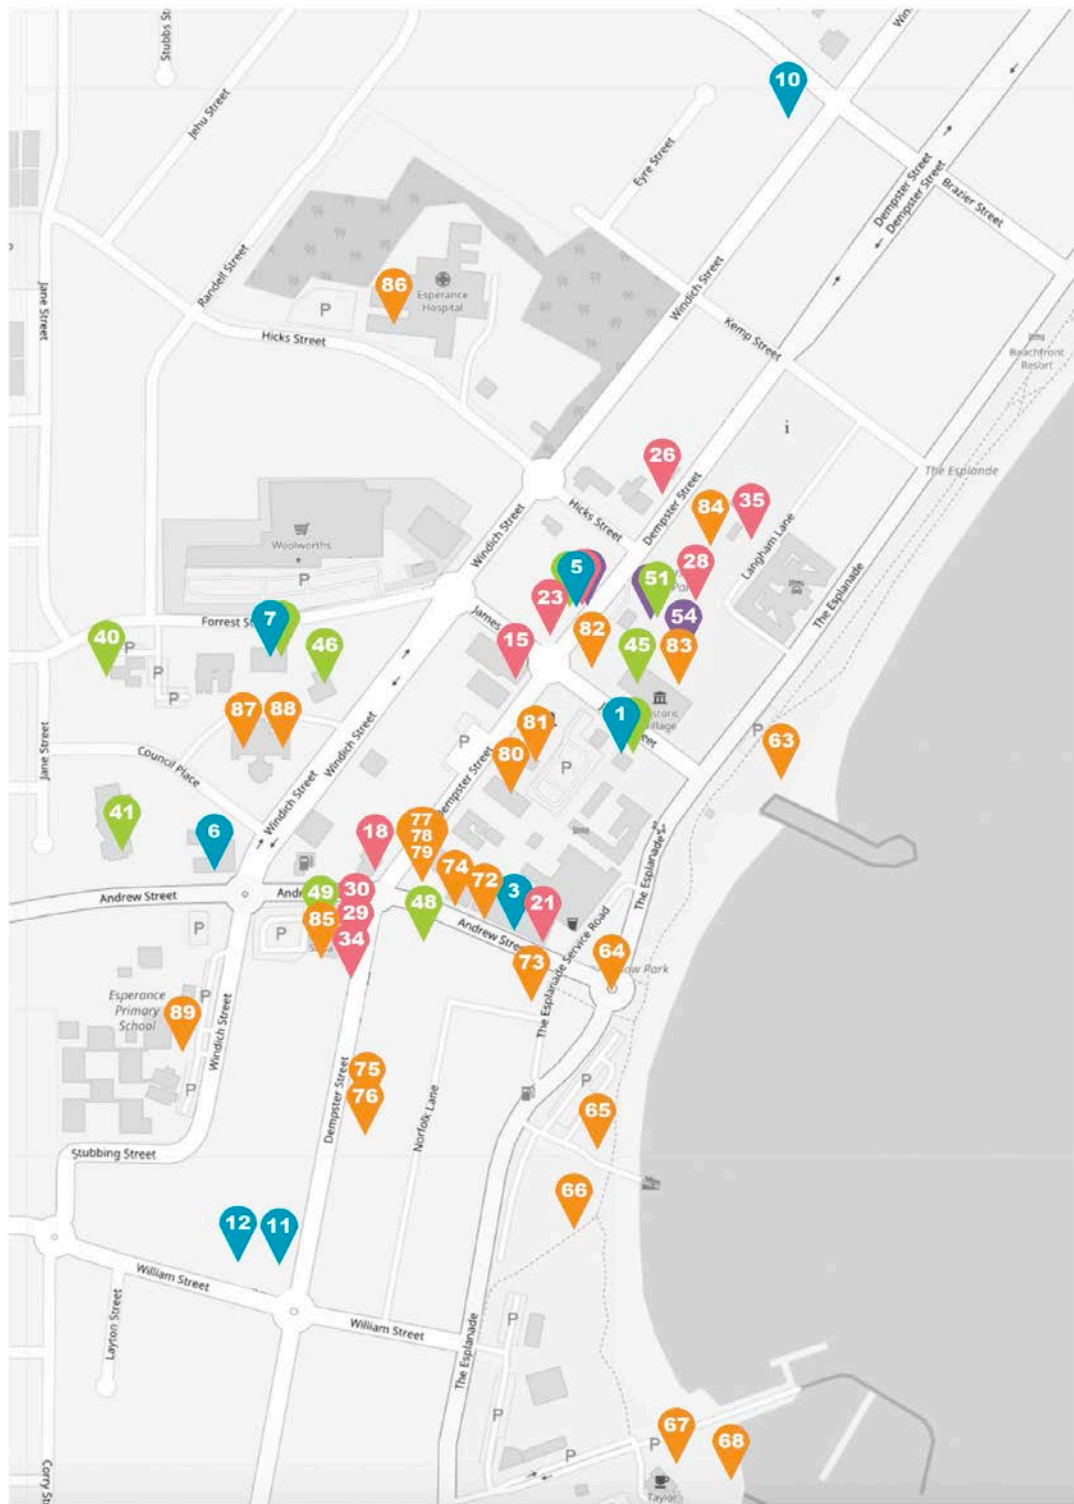 Stubbs St
10
Jehu Street
Eyre Street
Dempster Street
Dempster Street
Brazier Street
Randell Street
Jane Street
86
Esperance
Hospital
P
Windich Street
Hicks Street
Kemp Street
Beachfront
Resort
i
26
The Esplande
84
35
Dempster Street
Hicks Street
Windich Street
Woolworths
P
Langham Lane
5
51
28
The Esplanade
7
Forrest St
23
James
54
40
P
46
15
82
45
83
P
P
87
88
1
Village
81
63
P
Jane Street
Council Place
Windich Street
P
80
P
Street
Dempster Street
Windich Street
41
6
18
77
78
79
The Esplanade
74
72
Andrew Street
49
30
3
21
48
29
85
P
P
34
Andrew Stre
73
64
The Esplanade Service Road
Esperance
Primary
School
P
89
Windich Street
75
76
P
P
Dempster Street
Norfolk Lane
65
Stubbing Street
66
12
11
William Street
Layton Street
William Street
P
The Esplanade
P
67
68
P
P
Corry St
Taylor